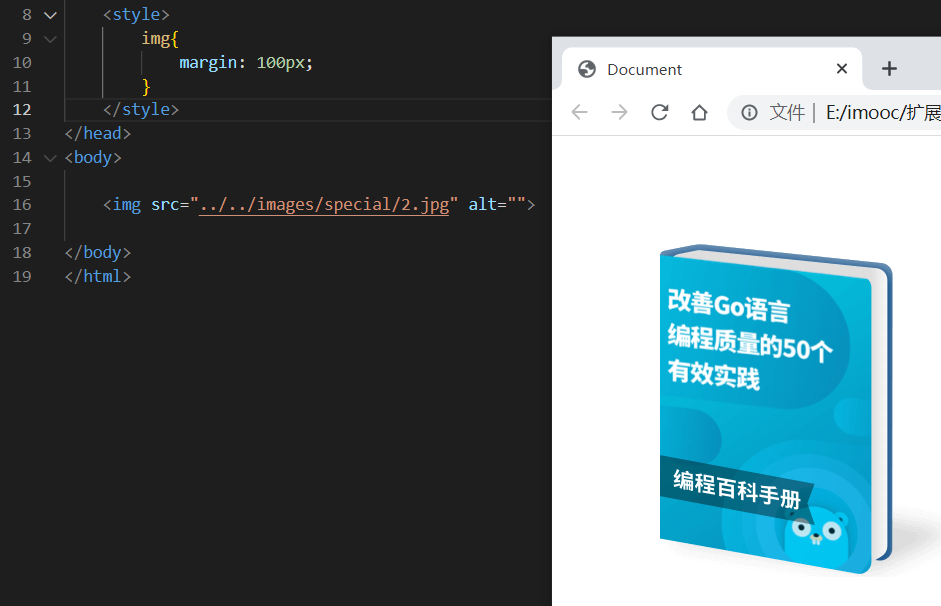 8 <style>
9 img{
10 margin: 100px;
11 }
12 </style>
13 </head>
14 <body>
15
16 <img src="../../images/special/2.jpg" alt="">
17
18 </body>
19 </html>
Document
文件 | E:/imooc/扩展
改善Go语言
编程质量的50个
有效实践
编程百科手册